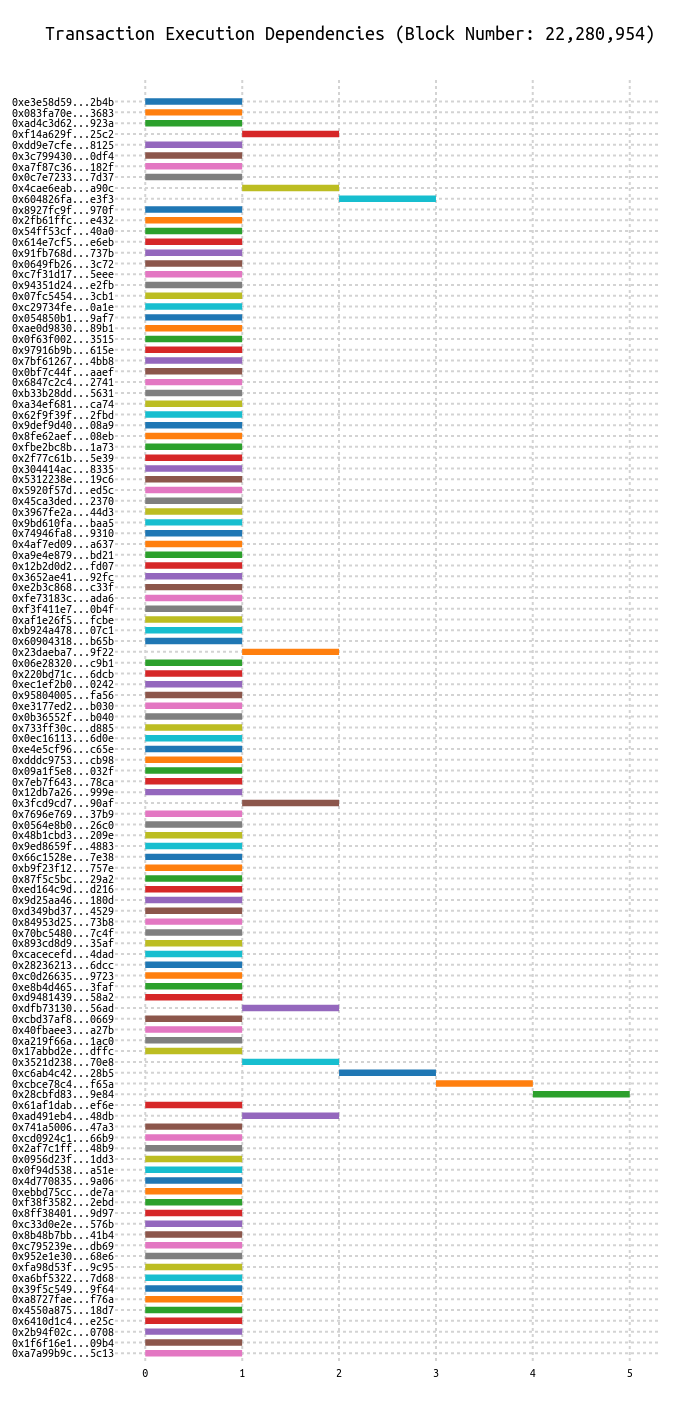 Transaction Execution Dependencies (Block Number: 22,280,954)
0xe3e58d59...2b4b
0x083fa70e...3683
0xad4c3d62...923a
0xf14a629f...25c2
0xdd9e7cfe...8125
0x3c799430...0df4
0xa7f87c36...182f
0x0c7e7233...7d37
0x4cae6eab...a90c
0x604826fa...e3f3
0x8927fc9f...970f
0x2fb61ffc...e432
0x54ff53cf...40a0
0x614e7cf5...e6eb
0x91fb768d...737b
0x0649fb26...3c72
0xc7f31d17...5eee
0x94351d24...e2fb
0x07fc5454...3cb1
0xc29734fe...0a1e
0x054850b1...9af7
0xae0d9830...89b1
0x0f63f002...3515
0x97916b9b...615e
0x7bf61267...4bb8
0x0bf7c44f...aaef
0x6847c2c4...2741
0xb33b28dd...5631
0xa34ef681...ca74
0x62f9f39f...2fbd
0x9def9d40...08a9
0x8fe62aef...08eb
0xfbe2bc8b...1a73
0x2f77c61b...5e39
0x304414ac...8335
0x5312238e...19c6
0x5920f57d...ed5c
0x45ca3ded...2370
0x3967fe2a...44d3
0x9bd610fa...baa5
0x74946fa8...9310
0x4af7ed09...a637
0xa9e4e879...bd21
0x12b2d0d2...fd07
0x3652ae41...92fc
0xe2b3c868...c33f
0xfe73183c...ada6
0xf3f411e7...0b4f
0xaf1e26f5...fcbe
0xb924a478...07c1
0x60904318...b65b
0x23daeba7...9f22
0x06e28320...c9b1
0x220bd71c...6dcb
0xec1ef2b0...0242
0x95804005...fa56
0xe3177ed2...b030
0x0b36552f...b040
0x733ff30c...d885
0x0ec16113...6d0e
0xe4e5cf96...c65e
0xdddc9753...cb98
0x09a1f5e8...032f
0x7eb7f643...78ca
0x12db7a26...999e
0x3fcd9cd7...90af
0x7696e769...37b9
0x0564e8b0...26c0
0x48b1cbd3...209e
0x9ed8659f...4883
0x66c1528e...7e38
0xb9f23f12...757e
0x87f5c5bc...29a2
0xed164c9d...d216
0x9d25aa46...180d
0xd349bd37...4529
0x84953d25...73b8
0x70bc5480...7c4f
0x893cd8d9...35af
0xcacecefd...4dad
0x28236213...6dcc
0xc0d26635...9723
0xe8b4d465...3faf
0xd9481439...58a2
0xdfb73130...56ad
0xcbd37af8...0669
0x40fbaee3...a27b
0xa219f66a...1ac0
0x17abbd2e...dffc
0x3521d238...70e8
0xc6ab4c42...28b5
0xcbce78c4...f65a
0x28cbfd83...9e84
0x61af1dab...ef6e
0xad491eb4...48db
0x741a5006...47a3
0xcd0924c1...66b9
0x2af7c1ff...48b9
0x0956d23f...1dd3
0x0f94d538...a51e
0x4d770835...9a06
0xebbd75cc...de7a
0xf38f3582...2ebd
0x8ff38401...9d97
0xc33d0e2e...576b
0x8b48b7bb...41b4
0xc795239e...db69
0x952e1e30...68e6
0xfa98d53f...9c95
0xa6bf5322...7d68
0x39f5c549...9f64
0xa8727fae...f76a
0x4550a875...18d7
0x6410d1c4...e25c
0x2b94f02c...0708
0x1f6f16e1...09b4
0xa7a99b9c...5c13
0 1 2 3 4 5